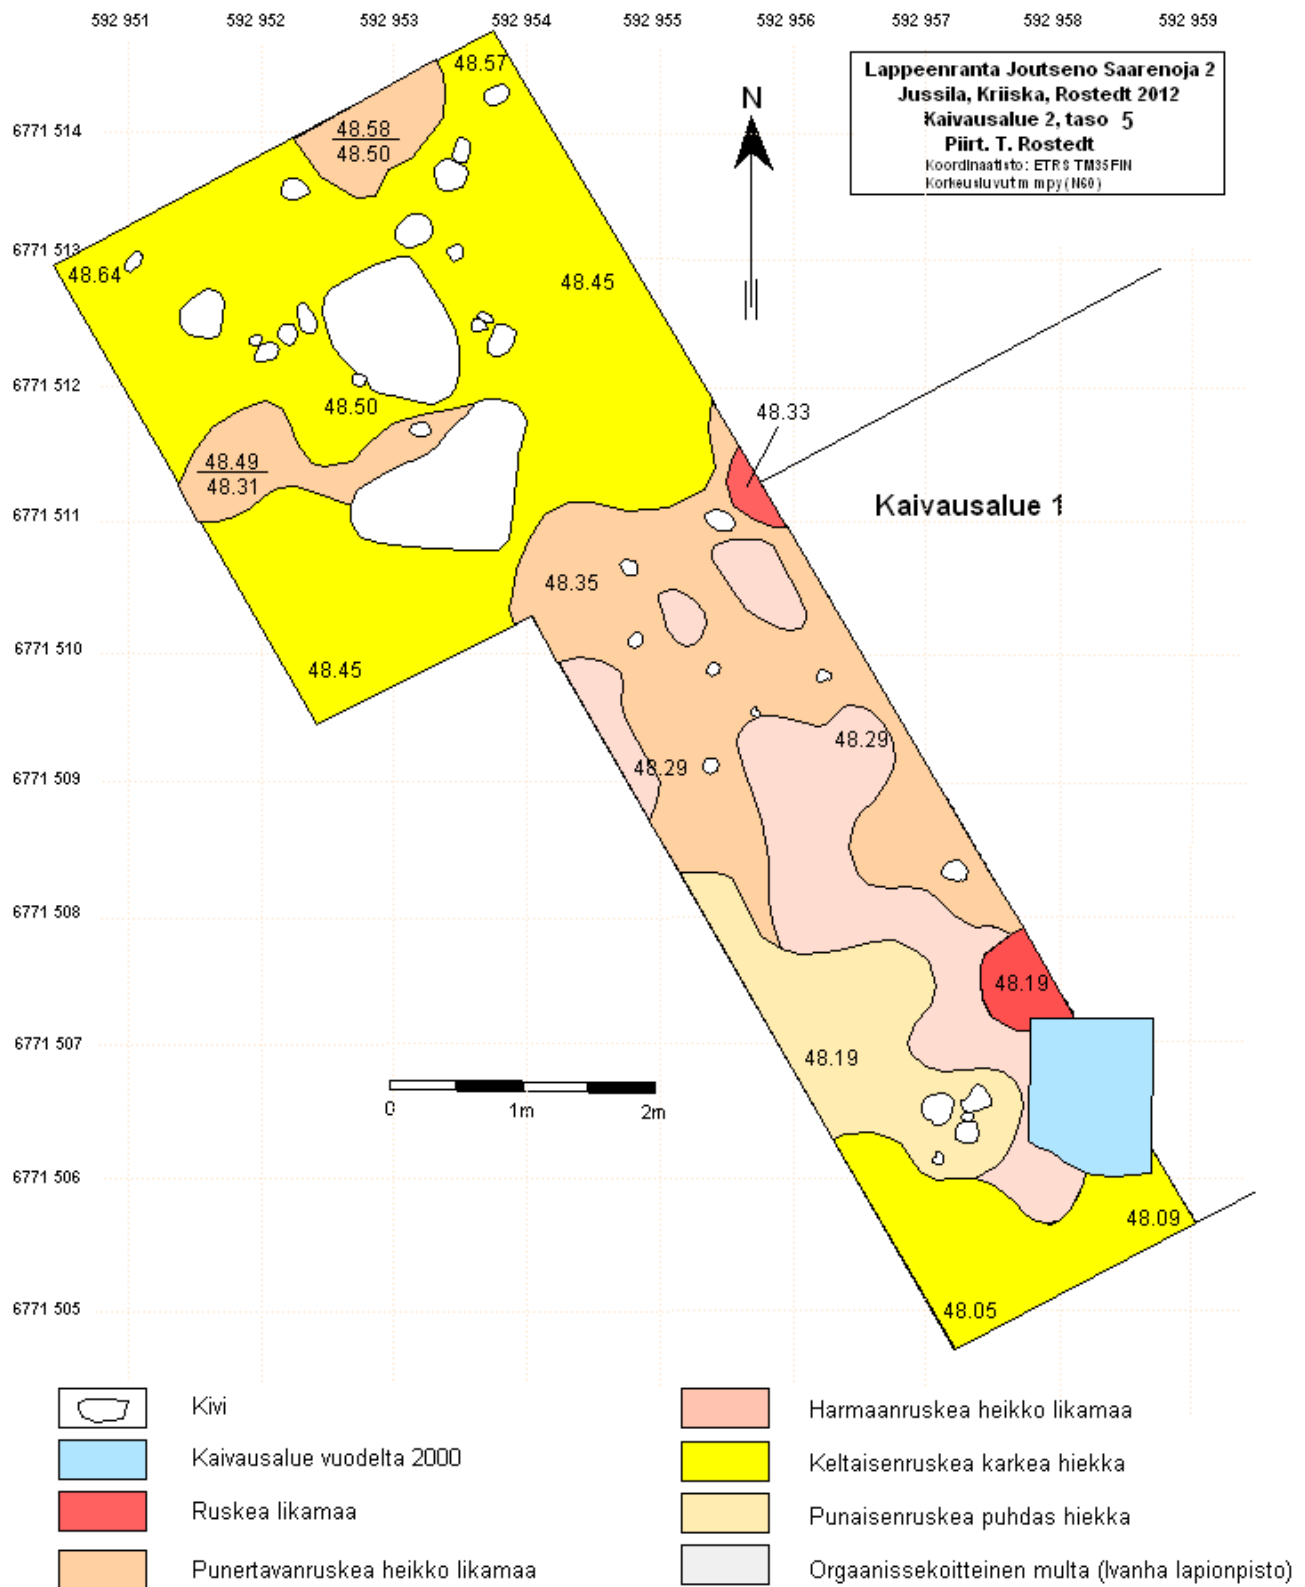 592 951 592 952 592 953 592 954 592 955 592 956 592 957 592 958 592 959
Lappeenranta Joutseno Saarenoja 2
Jussila, Kriiska, Rostedt 2012
Kaivausalue 2, taso 5
Piirt. T. Rostedt
Koordinaatisto: ETRS TM35FIN
Korkeusluvut m mpy (N60)
N
48.57
6771 514
48.58
48.50
6771 513
48.64
48.45
6771 512
48.50
48.33
48.49
48.31
6771 511
Kaivausalue 1
48.35
6771 510
48.45
48.29
48.29
6771 509
6771 508
48.19
6771 507
48.19
0 1m 2m
6771 506
48.09
6771 505
48.05
Kivi
Kaivausalue vuodelta 2000
Ruskea likamaa
Punertavanruskea heikko likamaa
Harmaanruskea heikko likamaa
Keltaisenruskea karkea hiekka
Punaisenruskea puhdas hiekka
Orgaanissekoitteinen multa (lvanha lapionpisto)